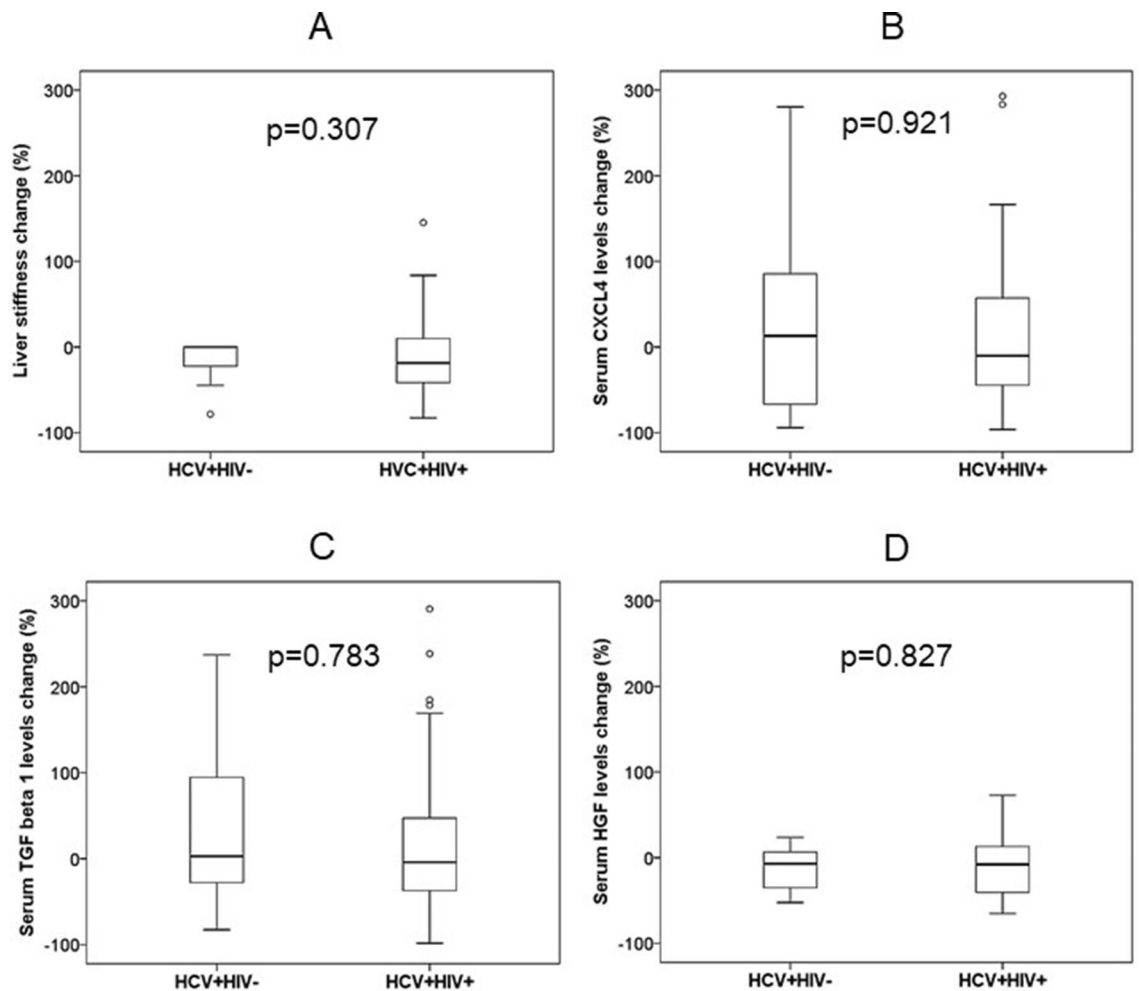 A
Liver stiffness change (%)
300
200
100
0
-100
p=0.307
HCV+HIV-
HVC+HIV+
B
Serum CXCL4 levels change (%)
300
200
100
0
-100
p=0.921
HCV+HIV-
HCV+HIV+
C
Serum TGF beta 1 levels change (%)
300
200
100
0
-100
p=0.783
HCV+HIV-
HCV+HIV+
D
Serum HGF levels change (%)
300
200
100
0
-100
p=0.827
HCV+HIV-
HCV+HIV+